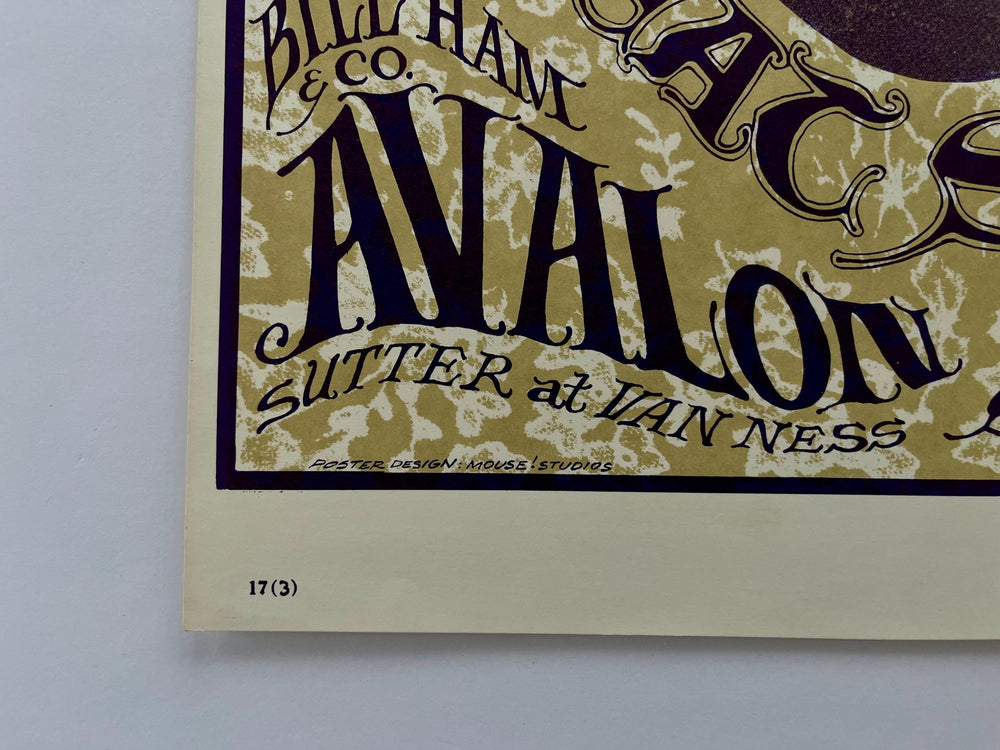 BILL HAM
& CO.
AVALON
SUTTER at VAN NESS
POSTER DESIGN: MOUSE! STUDIOS
17(3)